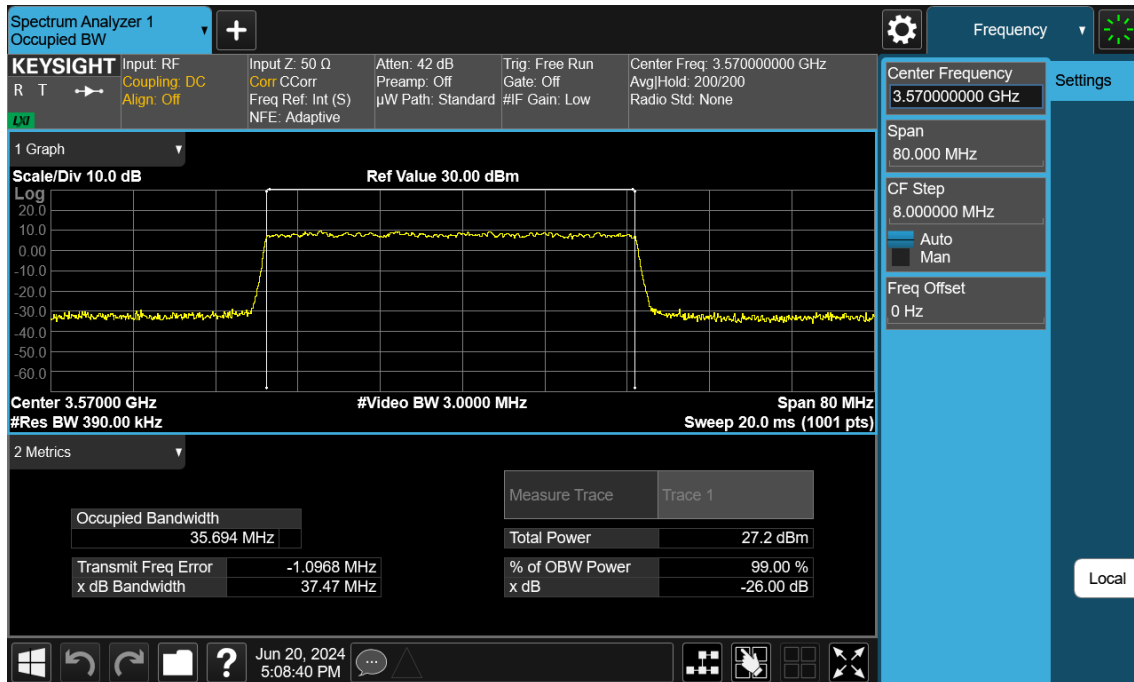 Spectrum Analyzer 1
Occupied BW
Frequency
KEYSIGHT
R T
LXI
Input: RF
Coupling: DC
Align: Off
Input Z: 50 Ω
Corr CCorr
Freq Ref: Int (S)
NFE: Adaptive
Atten: 42 dB
Preamp: Off
µW Path: Standard
Trig: Free Run
Gate: Off
#IF Gain: Low
Center Freq: 3.570000000 GHz
Avg|Hold: 200/200
Radio Std: None
Center Frequency
3.570000000 GHz
Settings
Span
80.000 MHz
CF Step
8.000000 MHz
Auto
Man
Freq Offset
0 Hz
Local
1 Graph
Scale/Div 10.0 dB
Ref Value 30.00 dBm
Log
20.0
10.0
0.00
-10.0
-20.0
-30.0
-40.0
-50.0
-60.0
Center 3.57000 GHz
#Video BW 3.0000 MHz
Span 80 MHz
#Res BW 390.00 kHz
Sweep 20.0 ms (1001 pts)
2 Metrics
Measure Trace
Trace 1
Occupied Bandwidth
35.694 MHz
Total Power
27.2 dBm
Transmit Freq Error
-1.0968 MHz
% of OBW Power
99.00 %
x dB Bandwidth
37.47 MHz
x dB
-26.00 dB
?
Jun 20, 2024
5:08:40 PM